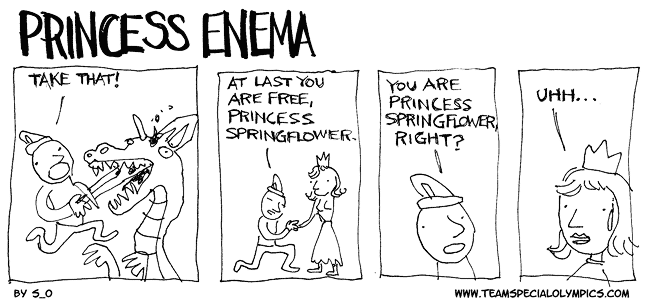 PRINCESS ENEMA
TAKE THAT!
AT LAST YOU
ARE FREE,
PRINCESS
SPRINGFLOWER.
YOU ARE
PRINCESS
SPRINGFLOWER,
RIGHT?
UHH...
BY S_O
WWW.TEAMSPECIALOLYMPICS.COM